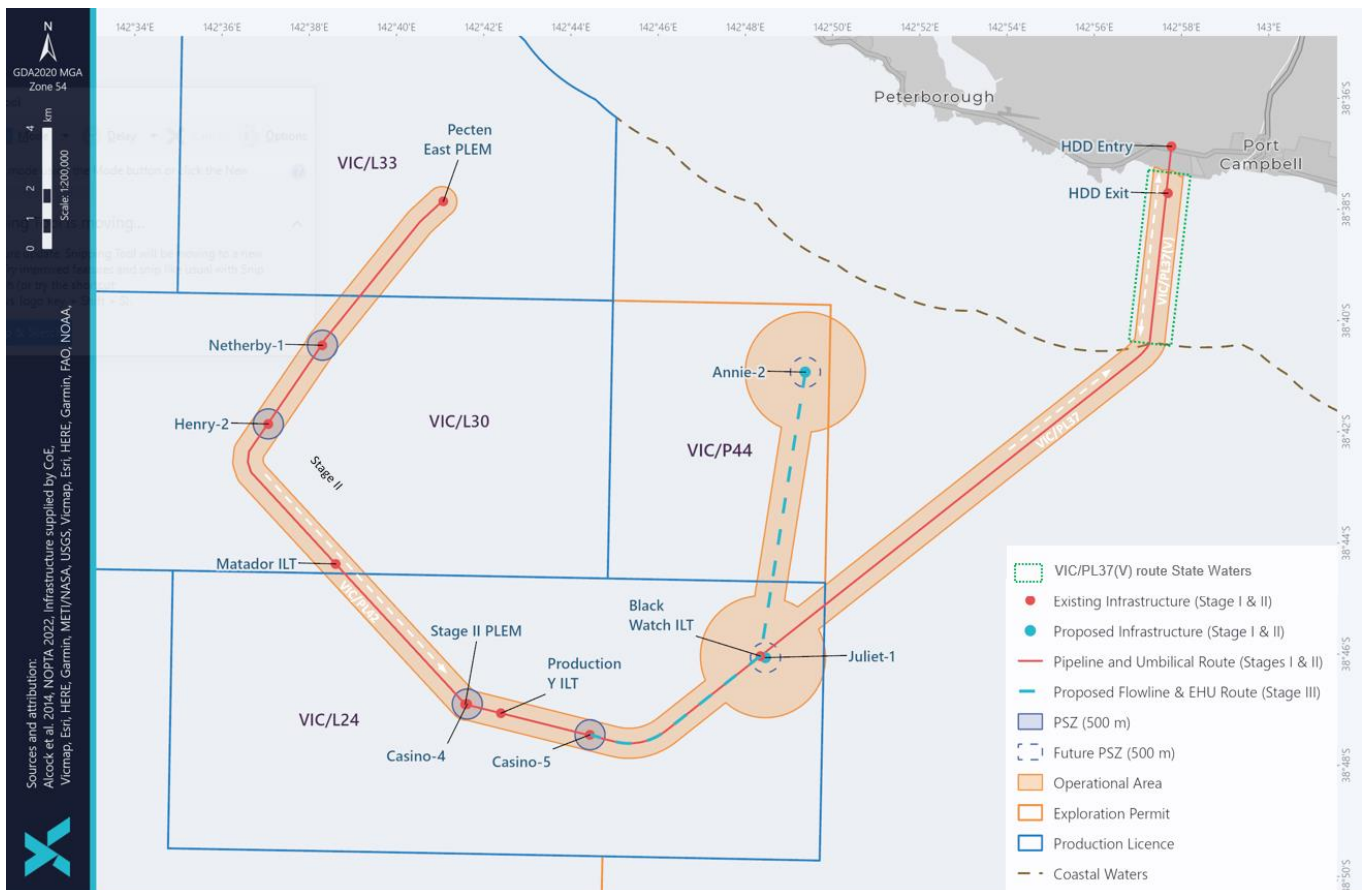 N
GDA2020 MGA
Zone 54
km
4
2
1
0
Scale: 1:200,000
Sources and attribution:
Alcock et al. 2014, NOPTA 2022, Infrastructure supplied by CoE,
Vicmap, Esri, HERE, Garmin, METI/NASA, USGS, Vicmap, Esri, HERE, Garmin, FAO, NOAA,
142°34'E
142°36'E
142°38'E
142°40'E
142°42'E
142°44'E
142°46'E
142°48'E
142°50'E
142°52'E
142°54'E
142°56'E
142°58'E
143°E
38°36'S
38°38'S
38°40'S
38°42'S
38°44'S
38°46'S
38°48'S
38°50'S
Peterborough
Port
Campbell
HDD Entry
HDD Exit
Pecten
East PLEM
VIC/L33
VIC/PL37(V)
Netherby-1
Annie-2
Henry-2
VIC/L30
VIC/P44
VIC/PL37
Stage II
Matador ILT
VIC/PL42
Black
Watch ILT
Stage II PLEM
Juliet-1
Production
Y ILT
VIC/L24
Casino-4
Casino-5
VIC/PL37(V) route State Waters
Existing Infrastructure (Stage I & II)
Proposed Infrastructure (Stage I & II)
Pipeline and Umbilical Route (Stages I & II)
Proposed Flowline & EHU Route (Stage III)
PSZ (500 m)
Future PSZ (500 m)
Operational Area
Exploration Permit
Production Licence
Coastal Waters